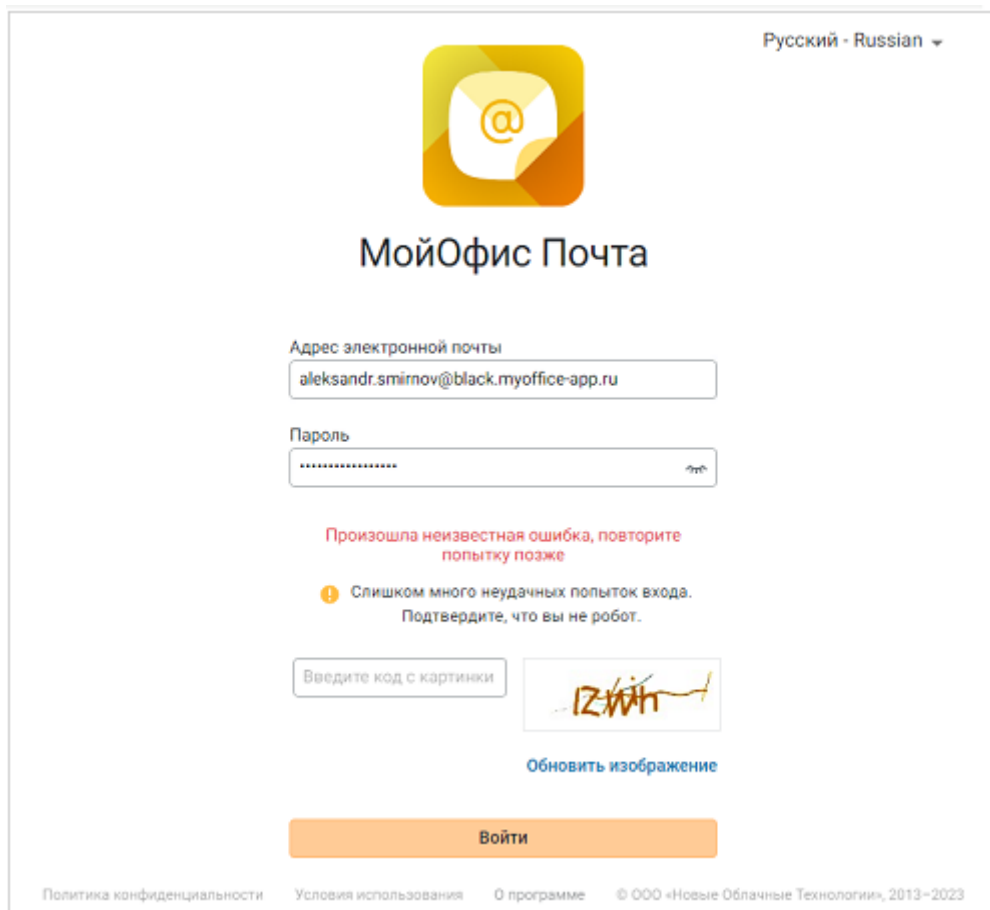 Русский - Russian
@
МойОфис Почта
Адрес электронной почты
aleksandr.smirnov@black.myoffice-app.ru
Пароль
Произошла неизвестная ошибка, повторите
попытку позже
Слишком много неудачных попыток входа.
Подтвердите, что вы не робот.
Введите код с картинки
Обновить изображение
Войти
Политика конфиденциальности Условия использования О программе © ООО «Новые Облачные Технологии», 2013–2023